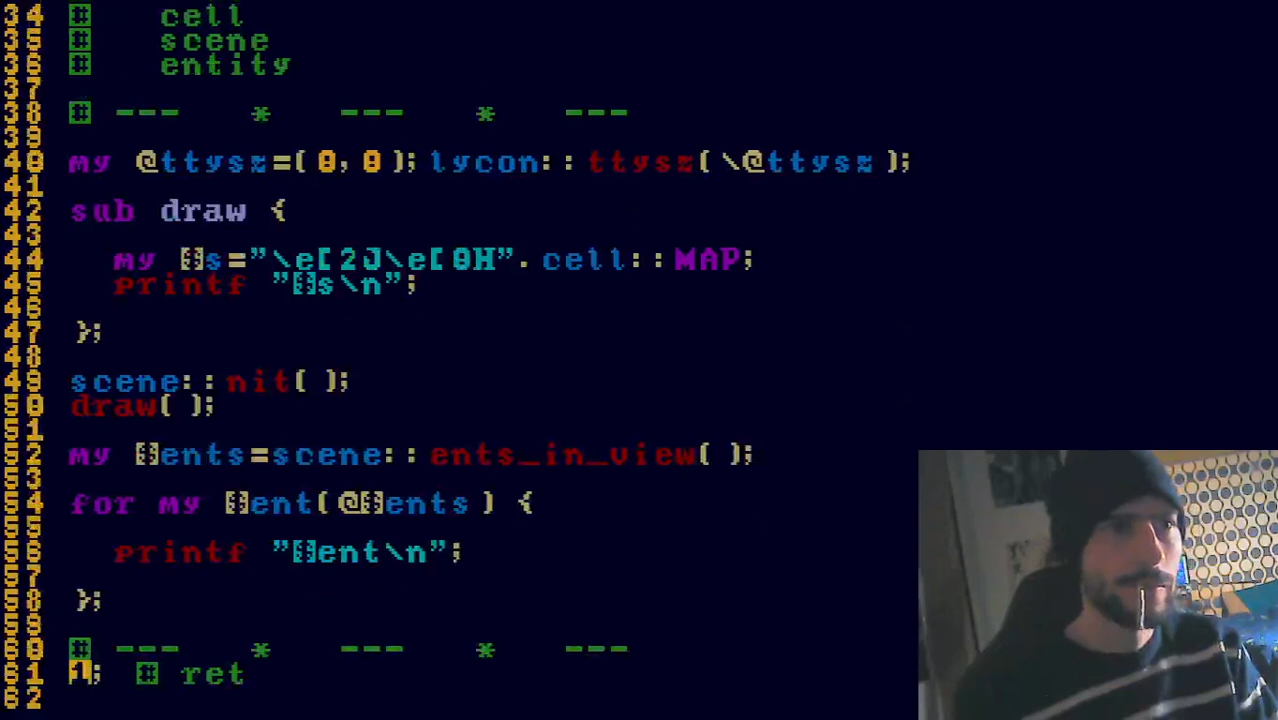 34 #   cell
35 #   scene
36 #   entity
37
38 # ---   *   ---   *   ---
39
40 my @ttysz=(0,0);lycon::ttysz(\@ttysz);
41
42 sub draw {
43
44   my $s="\e[2J\e[0H".cell::MAP;
45   printf "$s\n";
46
47 };
48
49 scene::nit();
50 draw();
51
52 my $ents=scene::ents_in_view();
53
54 for my $ent(@$ents) {
55
56   printf "$ent\n";
57
58 };
59
60 # ---   *   ---   *   ---
61 1; # ret
62